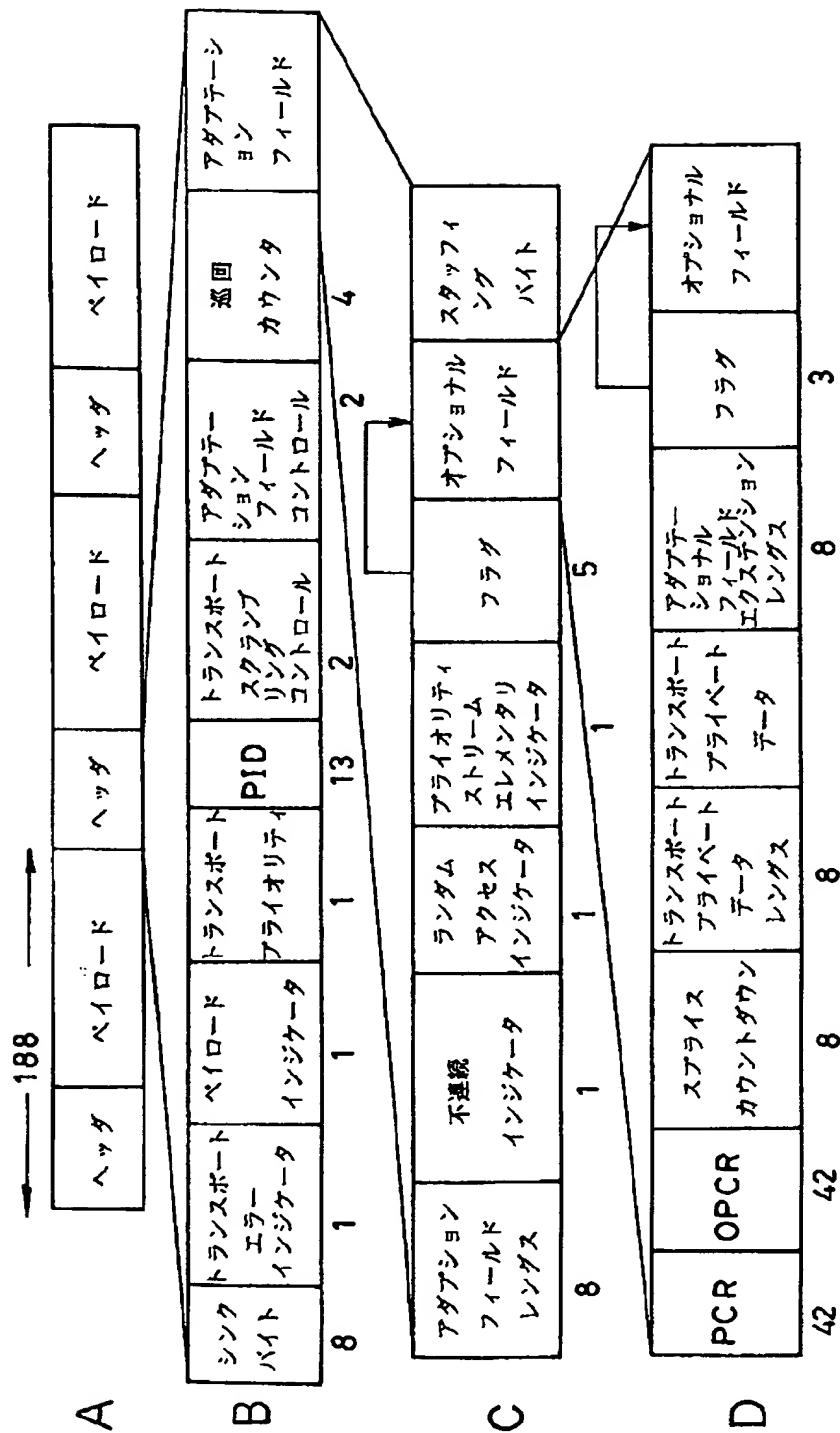 188
A
ヘッダ
ペイロード
ヘッダ
ペイロード
ヘッダ
ペイロード
B
シンク
バイト
トランスポート
エラー
インジケータ
ペイロード
インジケータ
トランスポート
プライオリティ
PID
トランスポート
スクランブ
リング
コントロール
アダプテー
ション
フィールド
コントロール
巡回
カウンタ
アダプテーシ
ョン
フィールド
8
1
1
1
13
2
2
4
C
アダプション
フィールド
レングス
不連続
インジケータ
ランダム
アクセス
インジケータ
プライオリティ
ストリーム
エレメンタリ
インジケータ
フラグ
オプショナル
フィールド
スタッフィ
ング
バイト
8
1
1
1
5
D
PCR
OPCR
スプライス
カウントダウン
トランスポート
プライベート
データ
レングス
トランスポート
プライベート
データ
アダプテー
ショナル
フィールド
エクステンション
レングス
フラグ
オプショナル
フィールド
42
42
8
8
8
3